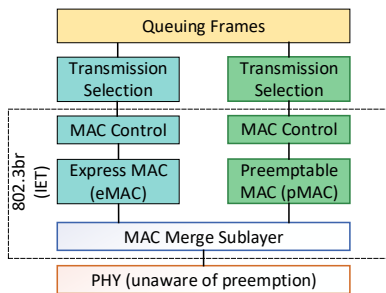 Queuing Frames
Transmission
Selection
Transmission
Selection
802.3br
(IET)
MAC Control
MAC Control
Express MAC
(eMAC)
Preemptable
MAC (pMAC)
MAC Merge Sublayer
PHY (unaware of preemption)